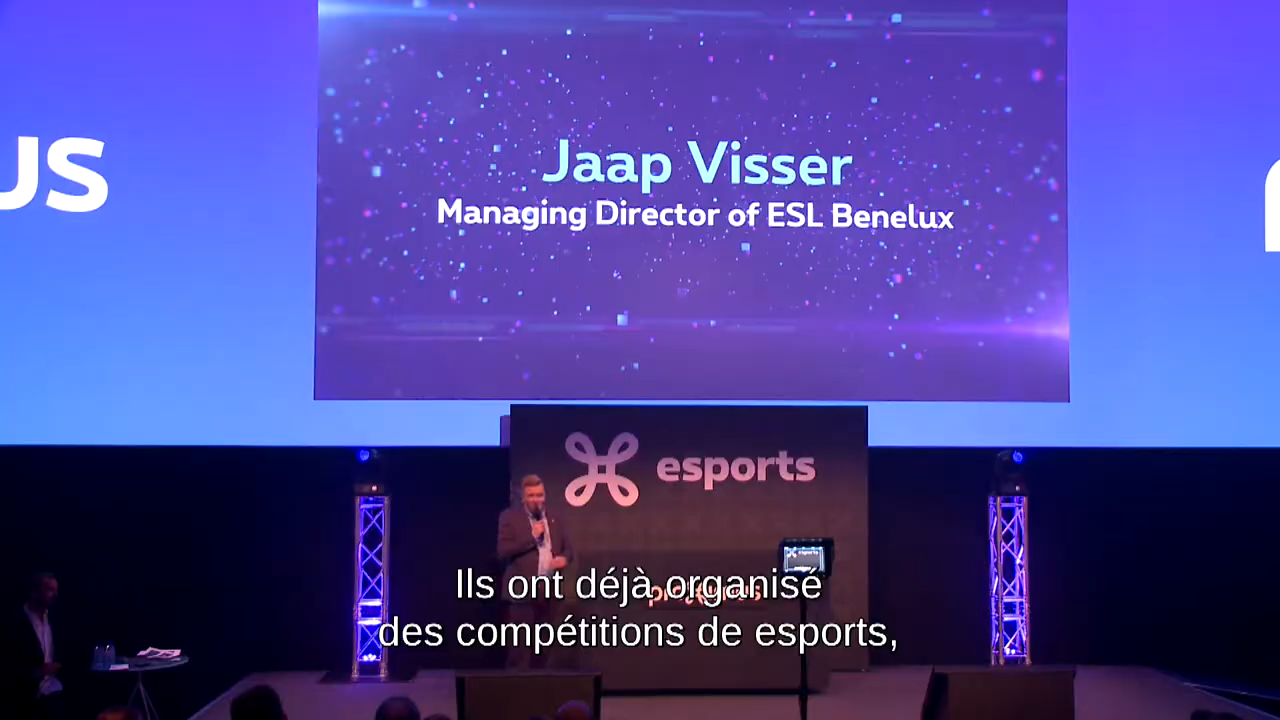 US
Jaap Visser
Managing Director of ESL Benelux
esports
Ils ont déjà organisé
des compétitions de esports,